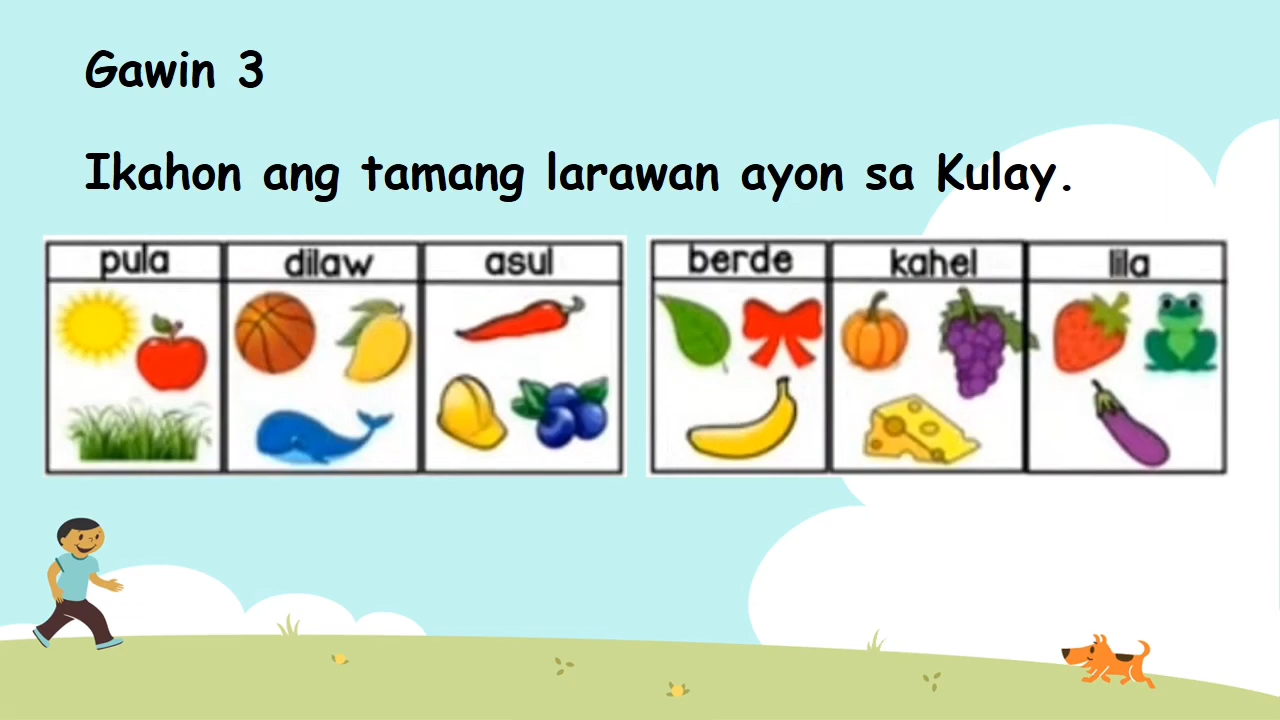 Gawin 3
Ikahon ang tamang larawan ayon sa Kulay.
pula dilaw asul berde kahel lila